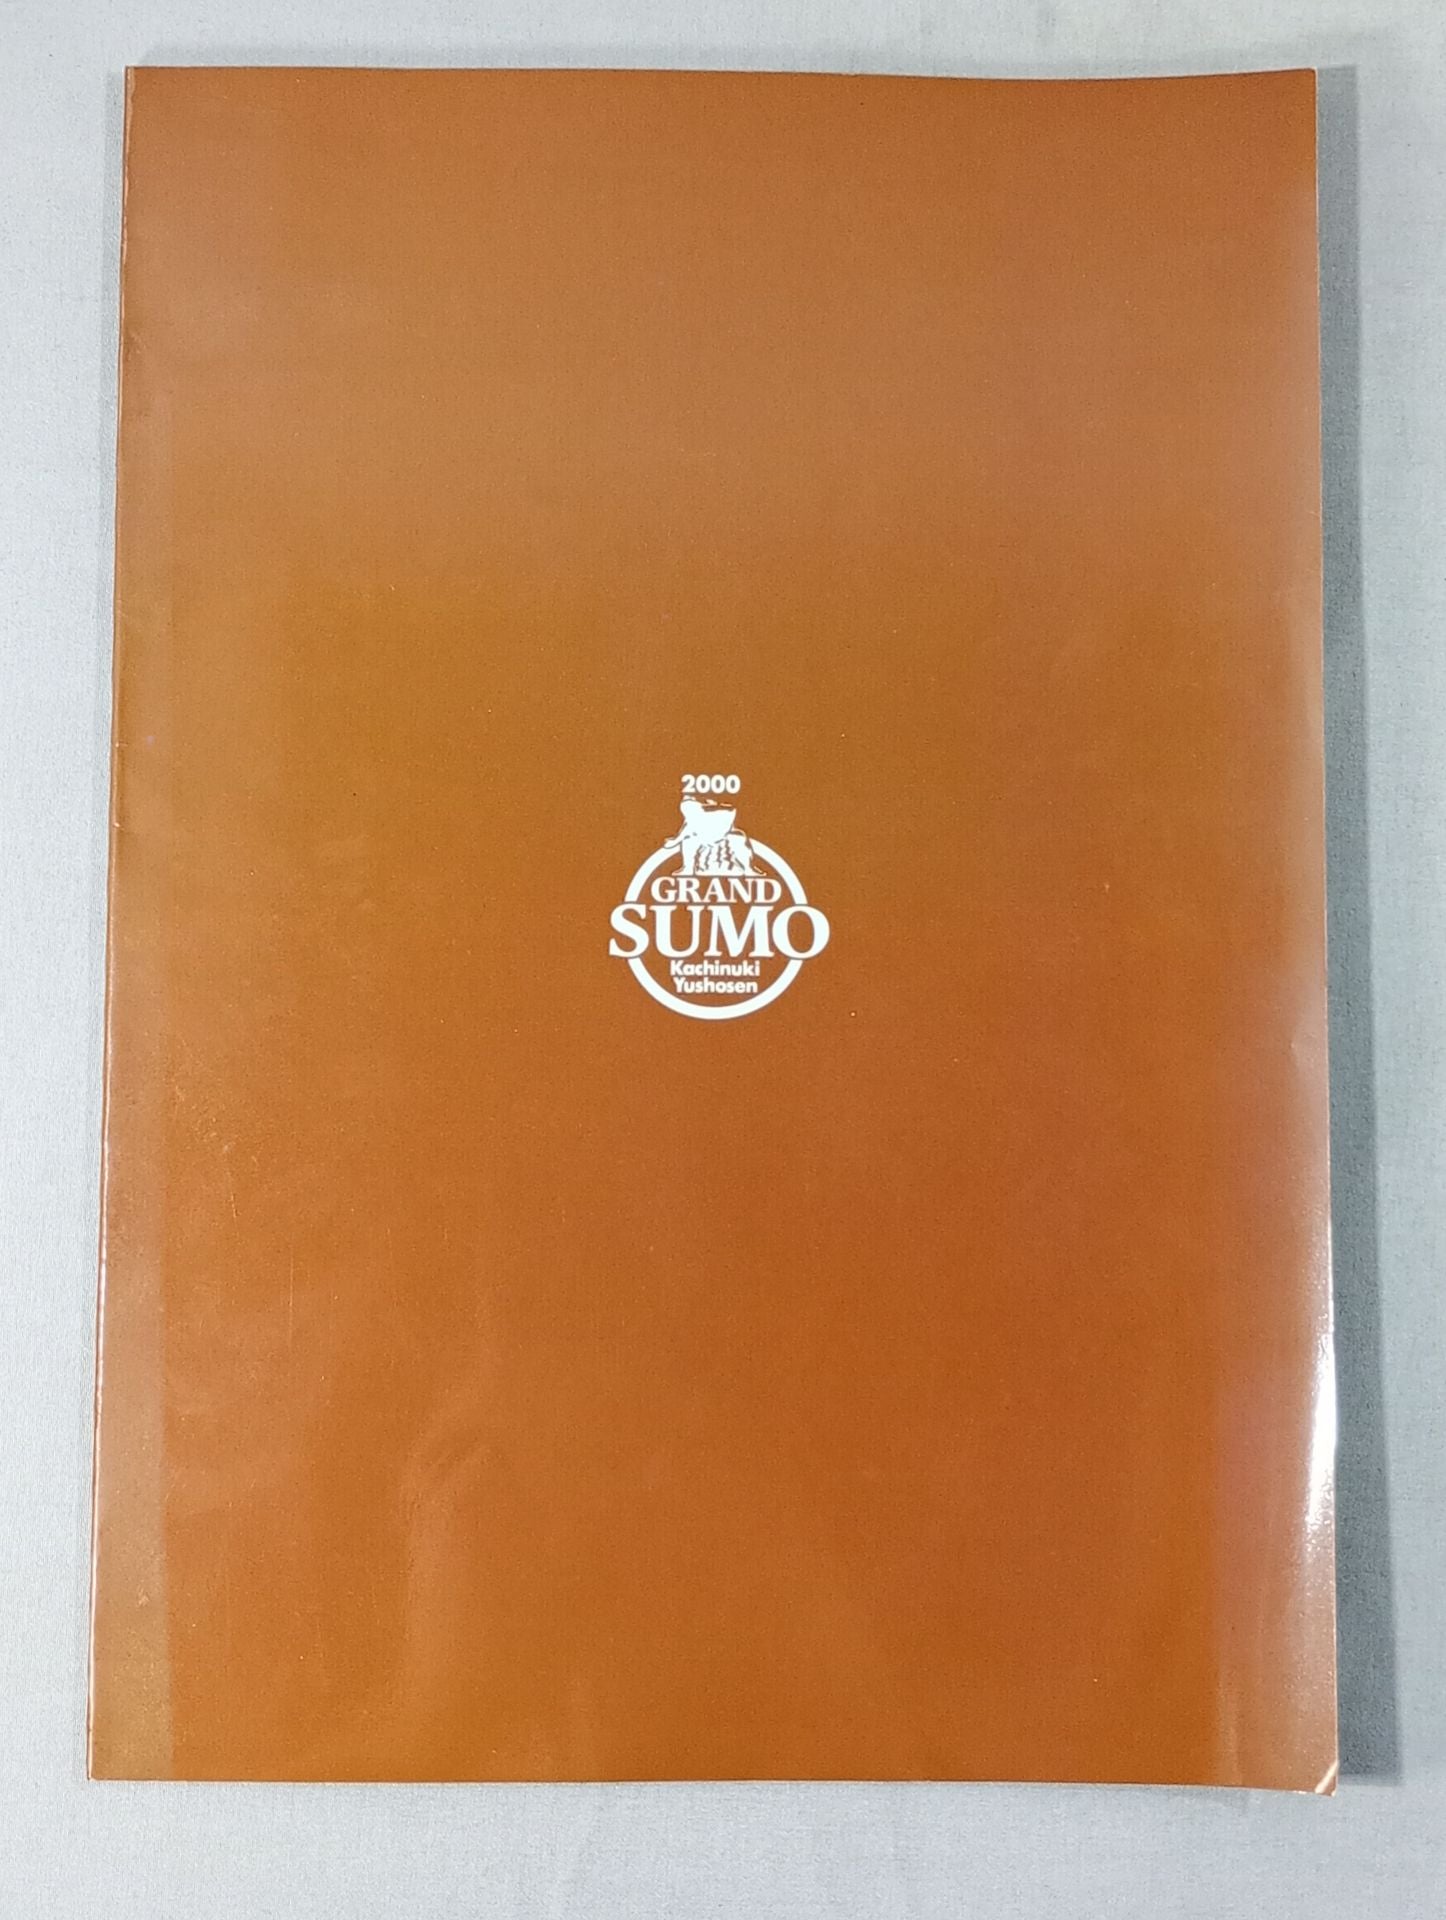 2000
GRAND
SUMO
Kachinuki
Yushosen